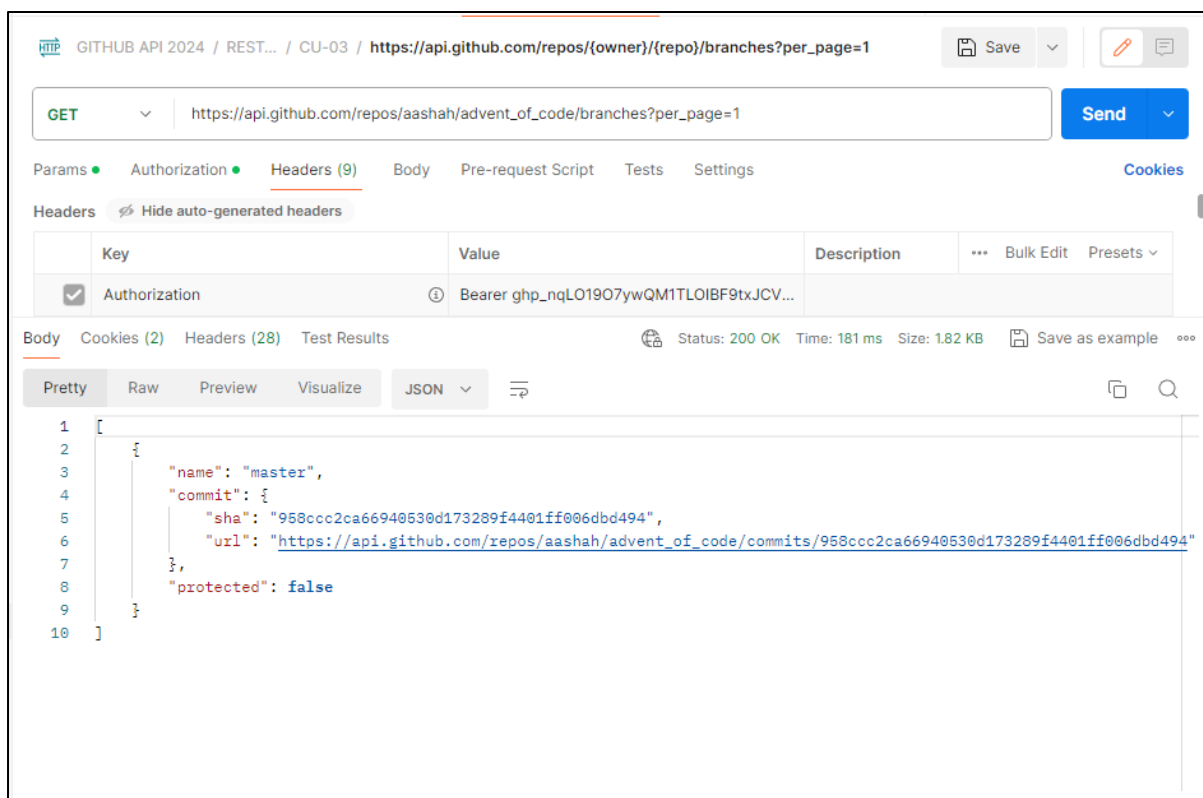 HTTP GITHUB API 2024 / REST... / CU-03 / https://api.github.com/repos/{owner}/{repo}/branches?per_page=1 Save
GET https://api.github.com/repos/aashah/advent_of_code/branches?per_page=1 Send
Params Authorization Headers (9) Body Pre-request Script Tests Settings Cookies
Headers Hide auto-generated headers
Key Value Description ••• Bulk Edit Presets
Authorization Bearer ghp_nqLO19O7ywQM1TLOIBF9txJCV...
Body Cookies (2) Headers (28) Test Results Status: 200 OK Time: 181 ms Size: 1.82 KB Save as example
Pretty Raw Preview Visualize JSON
1 [
2 {
3 "name": "master",
4 "commit": {
5 "sha": "958ccc2ca66940530d173289f4401ff006dbd494",
6 "url": "https://api.github.com/repos/aashah/advent_of_code/commits/958ccc2ca66940530d173289f4401ff006dbd494"
7 },
8 "protected": false
9 }
10 ]